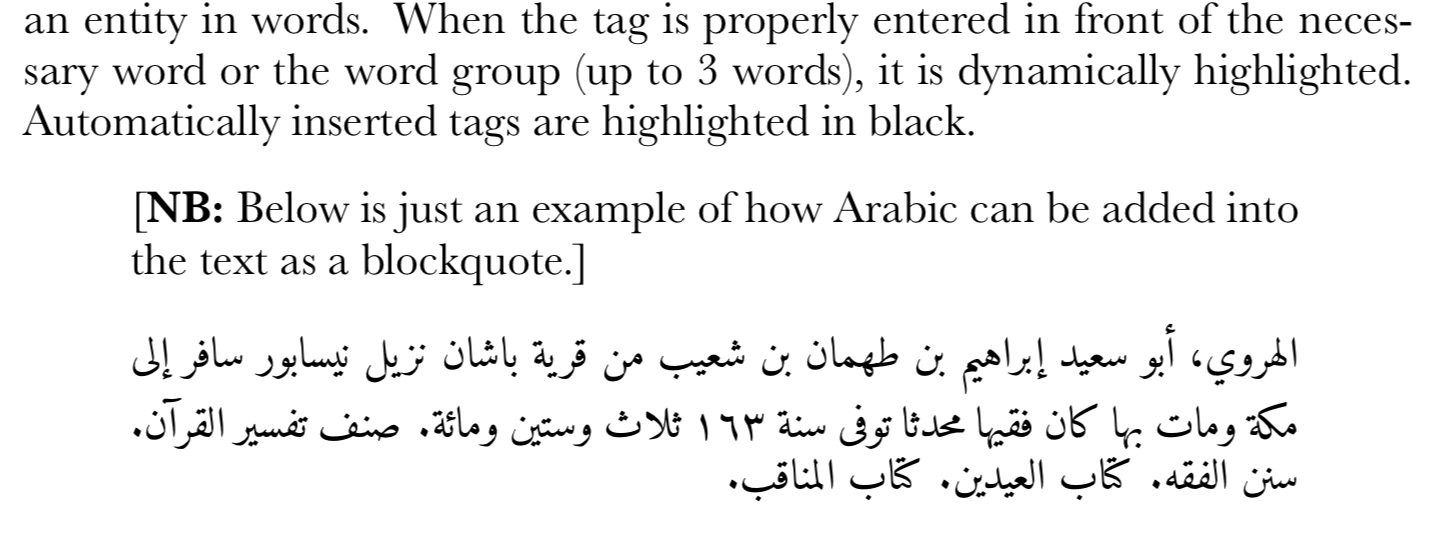 an entity in words. When the tag is properly entered in front of the neces-
sary word or the word group (up to 3 words), it is dynamically highlighted.
Automatically inserted tags are highlighted in black.
[NB: Below is just an example of how Arabic can be added into
the text as a blockquote.]
الهروي، أبو سعيد إبراهيم بن طهمان بن شعيب من قرية باشان نزيل نيسابور سافر إلى
مكة ومات بها كان فقيها محدثا توفى سنة ١٦٣ ثلاث وستين ومائة. صنف تفسير القرآن.
سنن الفقه. كتاب العيدين. كتاب المناقب.